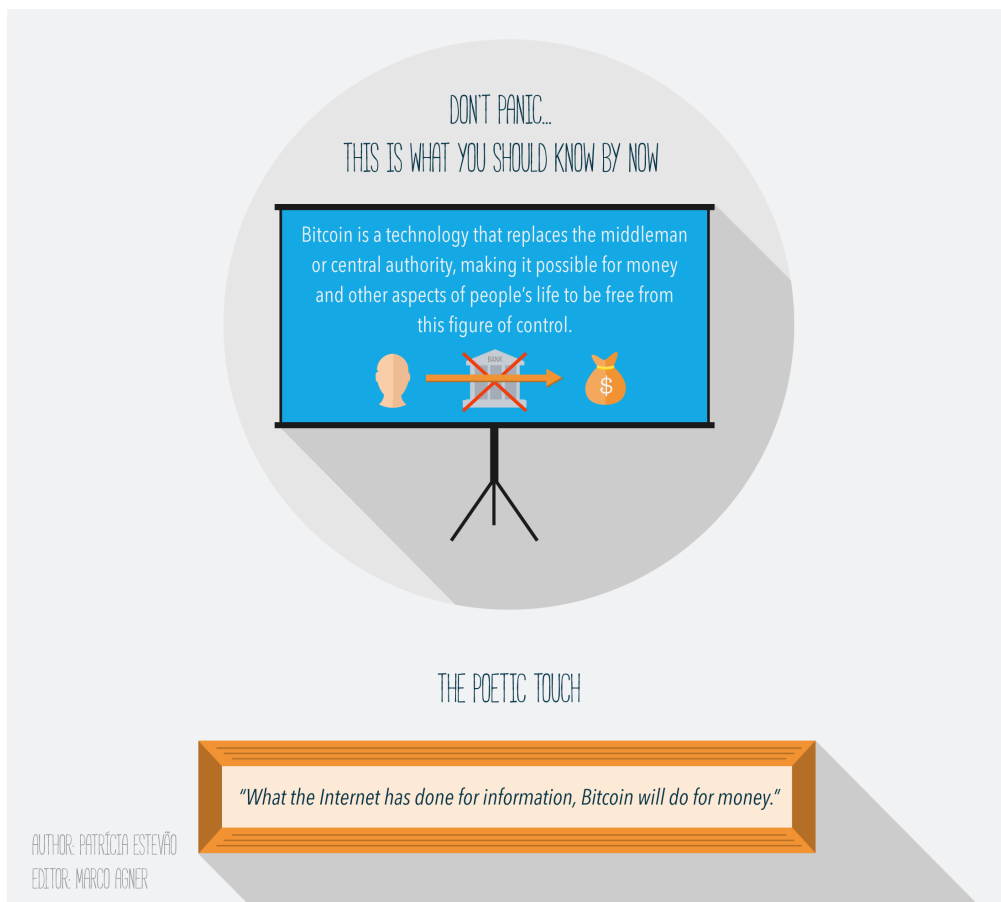 DON'T PANIC...
THIS IS WHAT YOU SHOULD KNOW BY NOW
Bitcoin is a technology that replaces the middleman
or central authority, making it possible for money
and other aspects of people's life to be free from
this figure of control.
BANK
$
THE POETIC TOUCH
“What the Internet has done for information, Bitcoin will do for money.”
AUTHOR: PATRÍCIA ESTEVÃO
EDITOR: MARCO AGNER